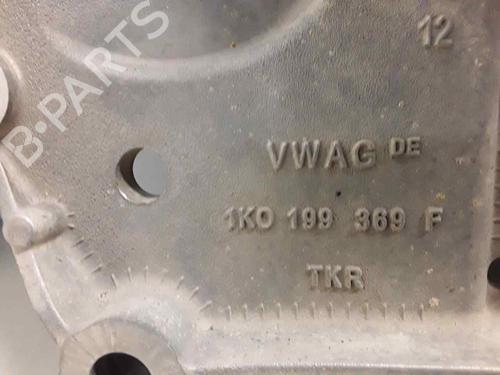 B-PARTS
12
VWAG DE
1K0 199 369 F
TKR